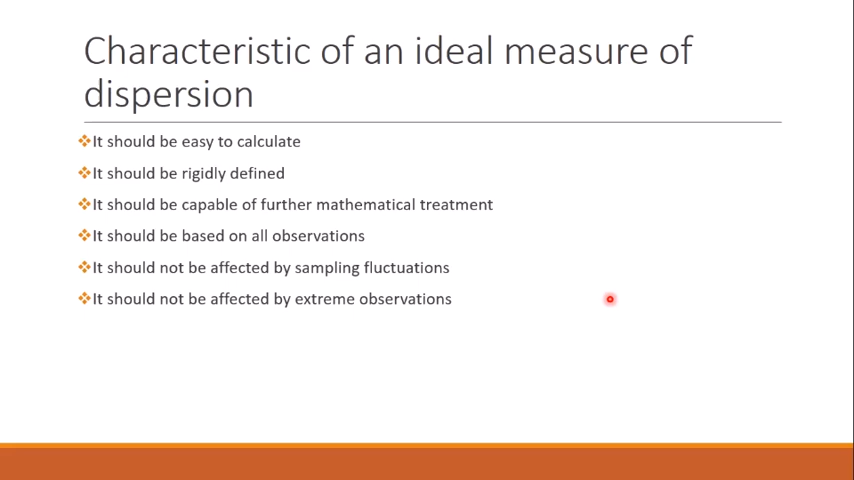 Characteristic of an ideal measure of
dispersion
It should be easy to calculate
It should be rigidly defined
It should be capable of further mathematical treatment
It should be based on all observations
It should not be affected by sampling fluctuations
It should not be affected by extreme observations